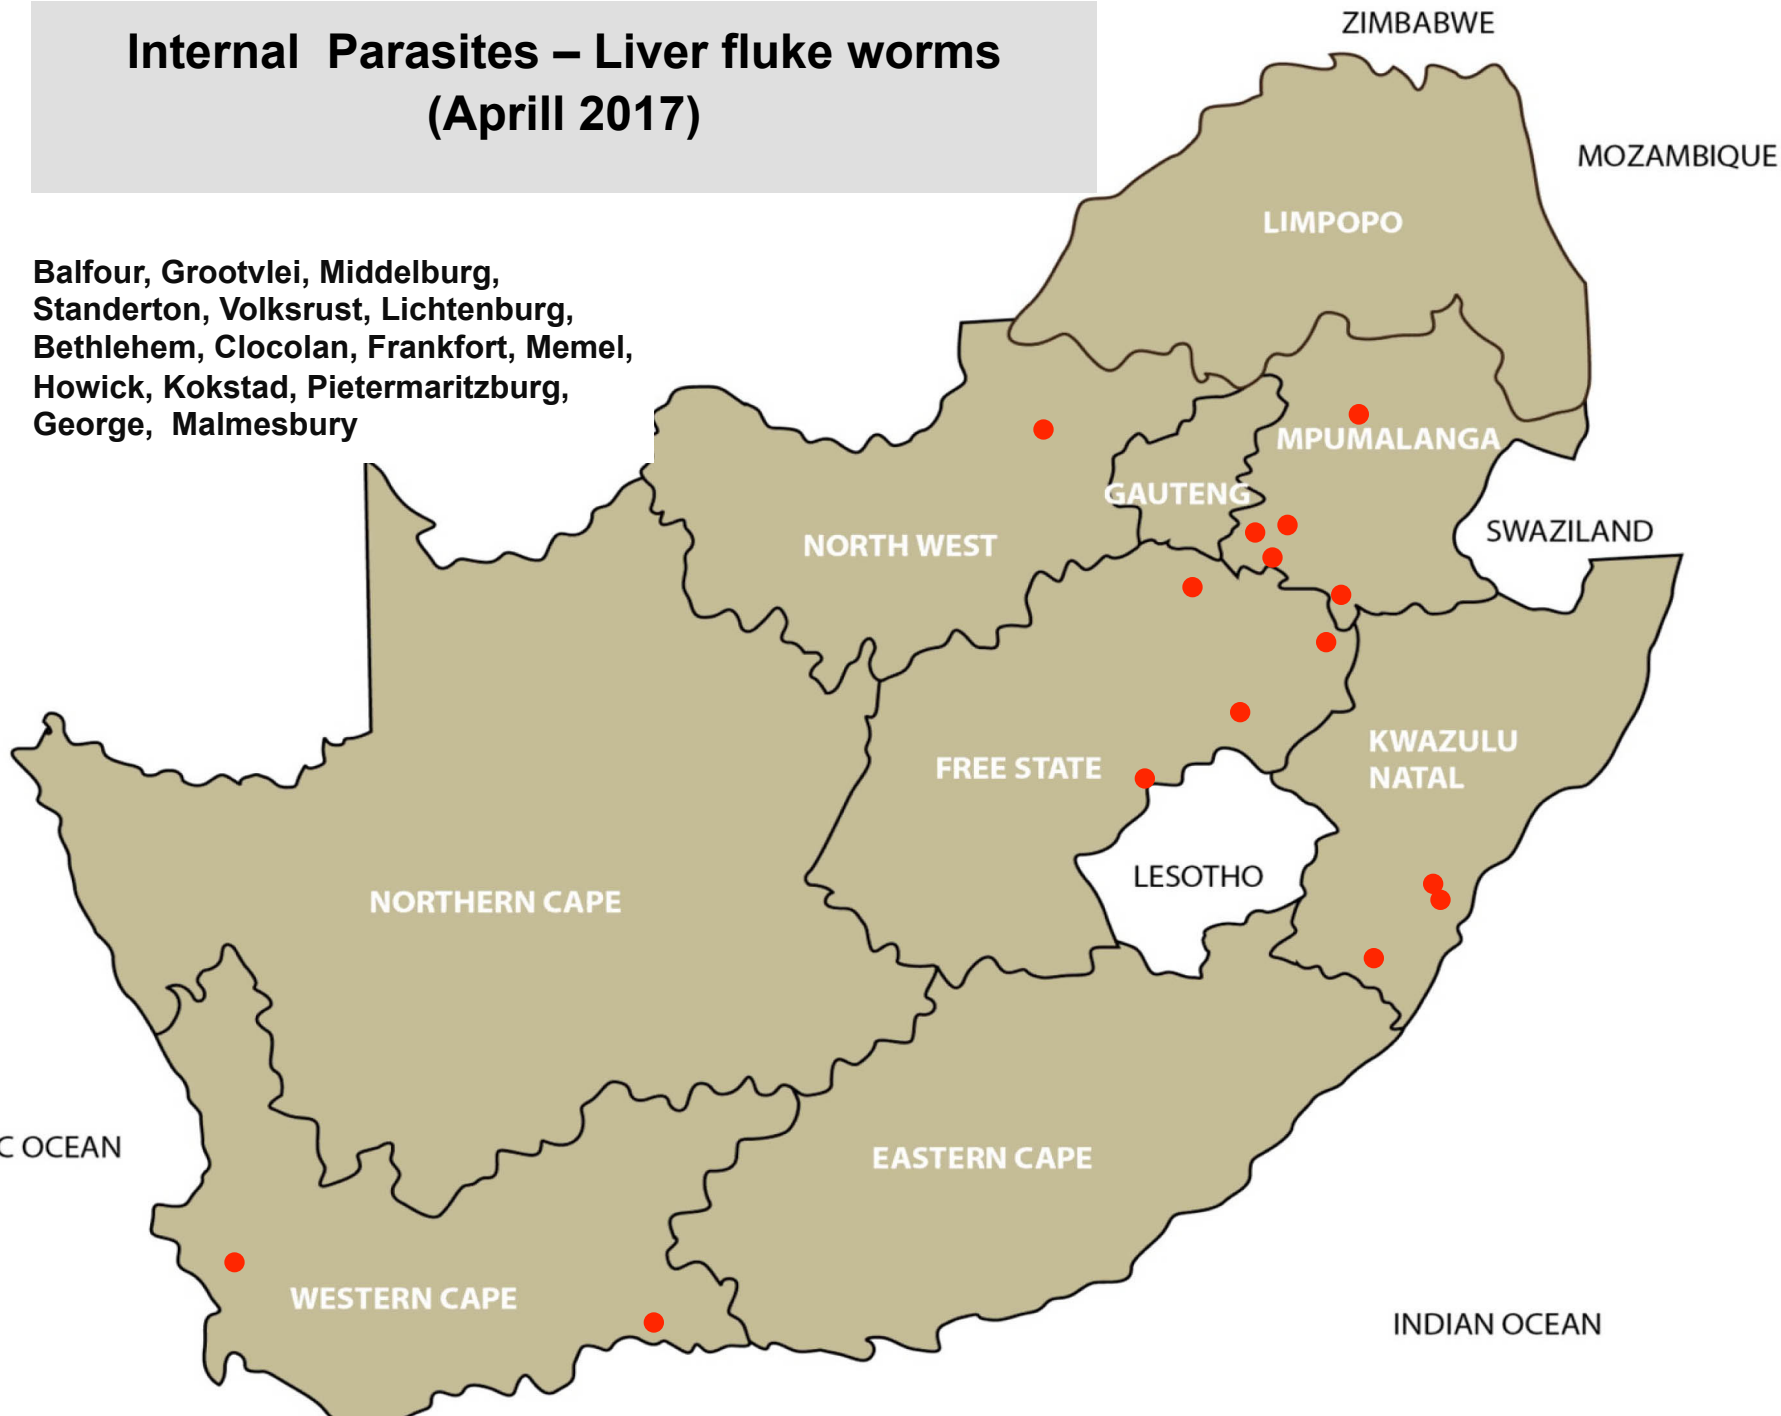 Internal Parasites – Liver fluke worms
(Aprill 2017)
Balfour, Grootvlei, Middelburg,
Standerton, Volksrust, Lichtenburg,
Bethlehem, Clocolan, Frankfort, Memel,
Howick, Kokstad, Pietermaritzburg,
George, Malmesbury
ZIMBABWE
MOZAMBIQUE
LIMPOPO
MPUMALANGA
GAUTENG
SWAZILAND
NORTH WEST
KWAZULU
NATAL
FREE STATE
LESOTHO
NORTHERN CAPE
C OCEAN
EASTERN CAPE
WESTERN CAPE
INDIAN OCEAN